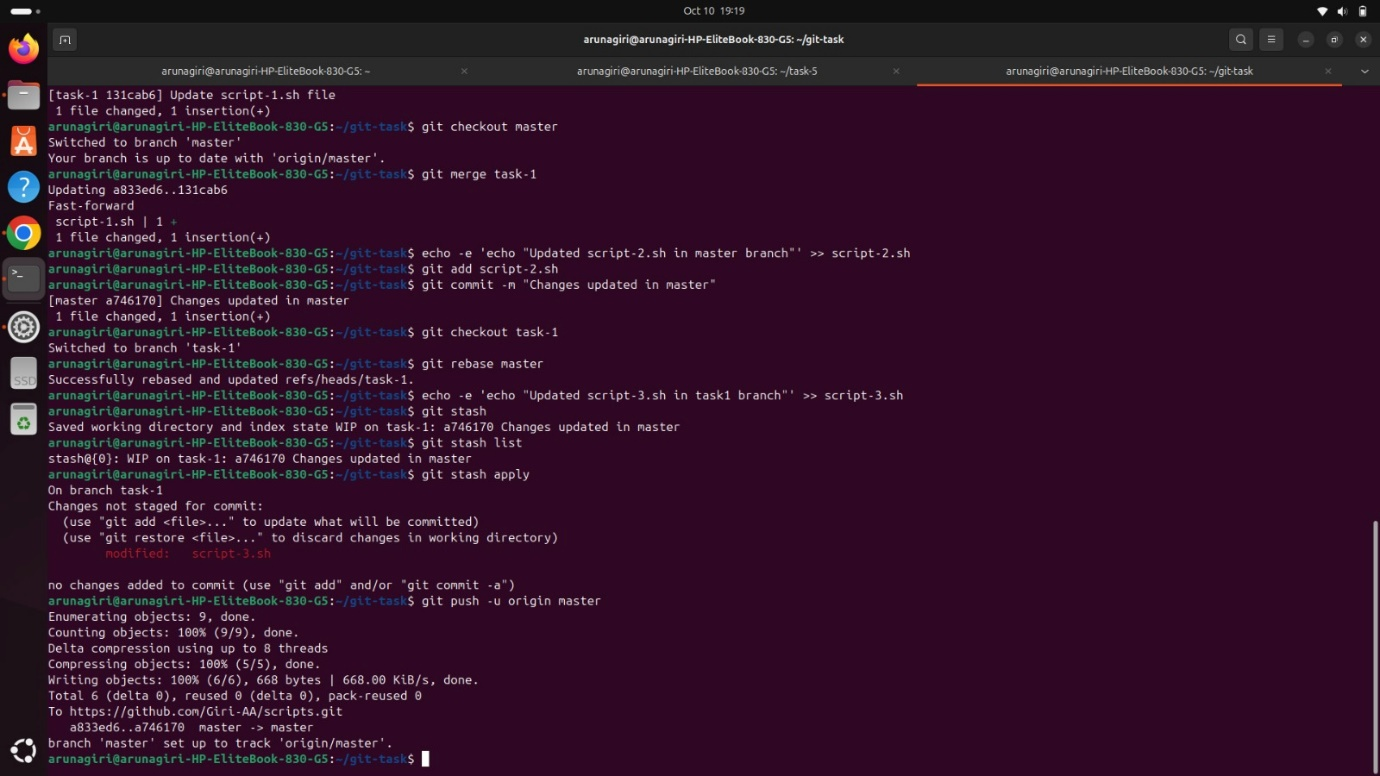 Oct 10 19:19
arunagiri@arunagiri-HP-EliteBook-830-G5: ~/git-task
arunagiri@arunagiri-HP-EliteBook-830-G5: ~
arunagiri@arunagiri-HP-EliteBook-830-G5: ~/task-5
arunagiri@arunagiri-HP-EliteBook-830-G5: ~/git-task
[task-1 131cab6] Update script-1.sh file
 1 file changed, 1 insertion(+)
arunagiri@arunagiri-HP-EliteBook-830-G5:~/git-task$ git checkout master
Switched to branch 'master'
Your branch is up to date with 'origin/master'.
arunagiri@arunagiri-HP-EliteBook-830-G5:~/git-task$ git merge task-1
Updating a833ed6..131cab6
Fast-forward
 script-1.sh | 1 +
 1 file changed, 1 insertion(+)
arunagiri@arunagiri-HP-EliteBook-830-G5:~/git-task$ echo -e 'echo "Updated script-2.sh in master branch"' >> script-2.sh
arunagiri@arunagiri-HP-EliteBook-830-G5:~/git-task$ git add script-2.sh
arunagiri@arunagiri-HP-EliteBook-830-G5:~/git-task$ git commit -m "Changes updated in master"
[master a746170] Changes updated in master
 1 file changed, 1 insertion(+)
arunagiri@arunagiri-HP-EliteBook-830-G5:~/git-task$ git checkout task-1
Switched to branch 'task-1'
arunagiri@arunagiri-HP-EliteBook-830-G5:~/git-task$ git rebase master
Successfully rebased and updated refs/heads/task-1.
arunagiri@arunagiri-HP-EliteBook-830-G5:~/git-task$ echo -e 'echo "Updated script-3.sh in task1 branch"' >> script-3.sh
arunagiri@arunagiri-HP-EliteBook-830-G5:~/git-task$ git stash
Saved working directory and index state WIP on task-1: a746170 Changes updated in master
arunagiri@arunagiri-HP-EliteBook-830-G5:~/git-task$ git stash list
stash@{0}: WIP on task-1: a746170 Changes updated in master
arunagiri@arunagiri-HP-EliteBook-830-G5:~/git-task$ git stash apply
On branch task-1
Changes not staged for commit:
  (use "git add <file>..." to update what will be committed)
  (use "git restore <file>..." to discard changes in working directory)
        modified:   script-3.sh
no changes added to commit (use "git add" and/or "git commit -a")
arunagiri@arunagiri-HP-EliteBook-830-G5:~/git-task$ git push -u origin master
Enumerating objects: 9, done.
Counting objects: 100% (9/9), done.
Delta compression using up to 8 threads
Compressing objects: 100% (5/5), done.
Writing objects: 100% (6/6), 668 bytes | 668.00 KiB/s, done.
Total 6 (delta 0), reused 0 (delta 0), pack-reused 0
To https://github.com/Giri-AA/scripts.git
   a833ed6..a746170  master -> master
branch 'master' set up to track 'origin/master'.
arunagiri@arunagiri-HP-EliteBook-830-G5:~/git-task$
SSD